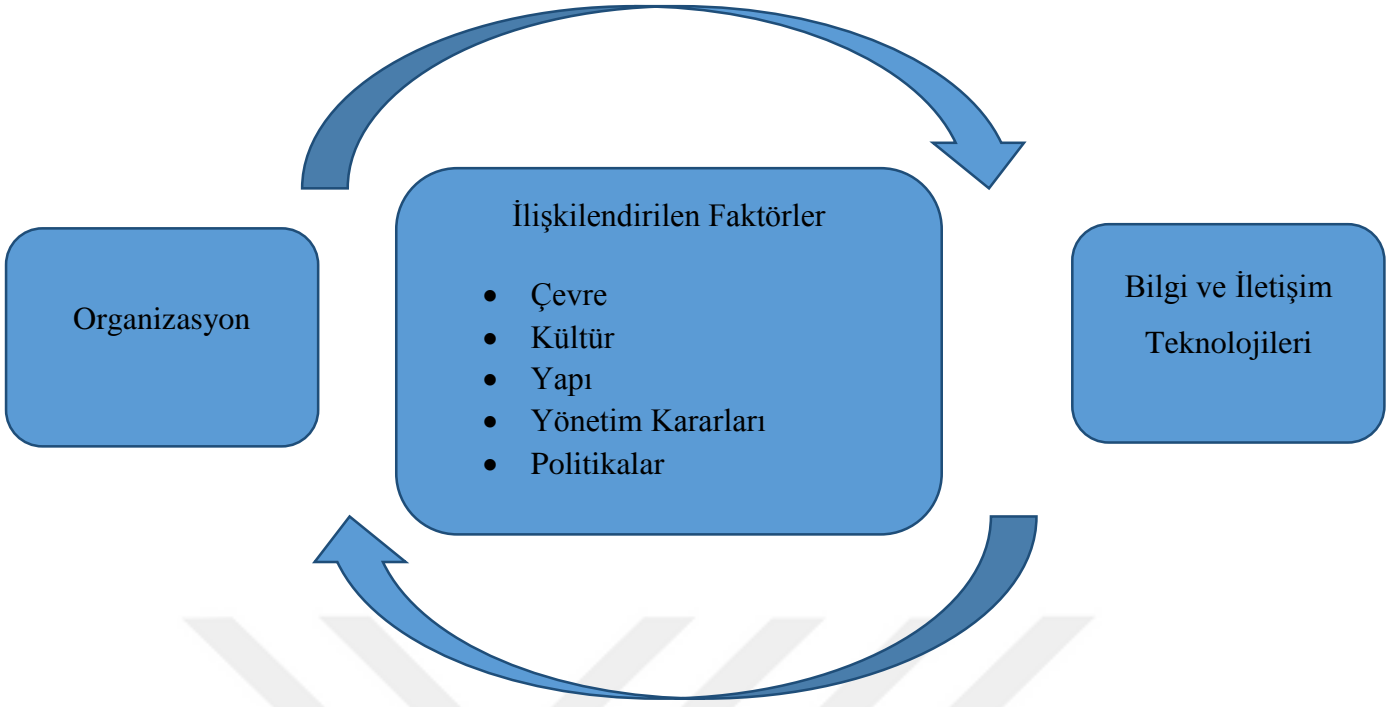 Organizasyon
İlişkilendirilen Faktörler
• Çevre
• Kültür
• Yapı
• Yönetim Kararları
• Politikalar
Bilgi ve İletişim
Teknolojileri